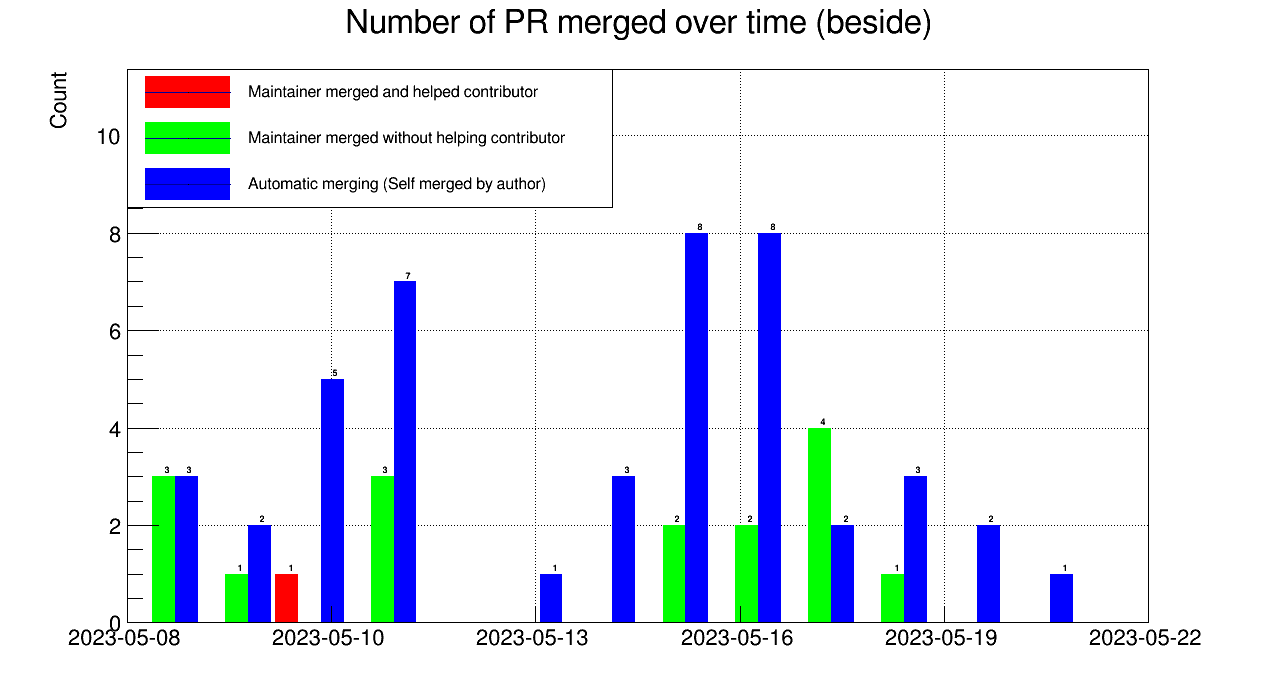 Number of PR merged over time (beside)
Count
Maintainer merged and helped contributor
Maintainer merged without helping contributor
Automatic merging (Self merged by author)
10
8
6
4
2
0
3 3 1 2 1 5 3 7 1 3 2 8 2 8 4 2 1 3 2 1
2023-05-08 2023-05-10 2023-05-13 2023-05-16 2023-05-19 2023-05-22